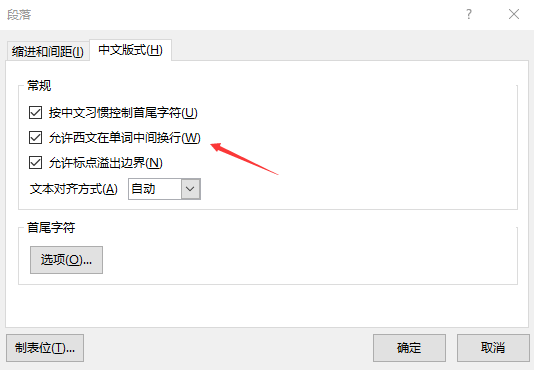 段落
缩进和间距(I) 中文版式(H)
常规
按中文习惯控制首尾字符(U)
允许西文在单词中间换行(W)
允许标点溢出边界(N)
文本对齐方式(A) 自动
首尾字符
选项(O)...
制表位(T)... 确定 取消